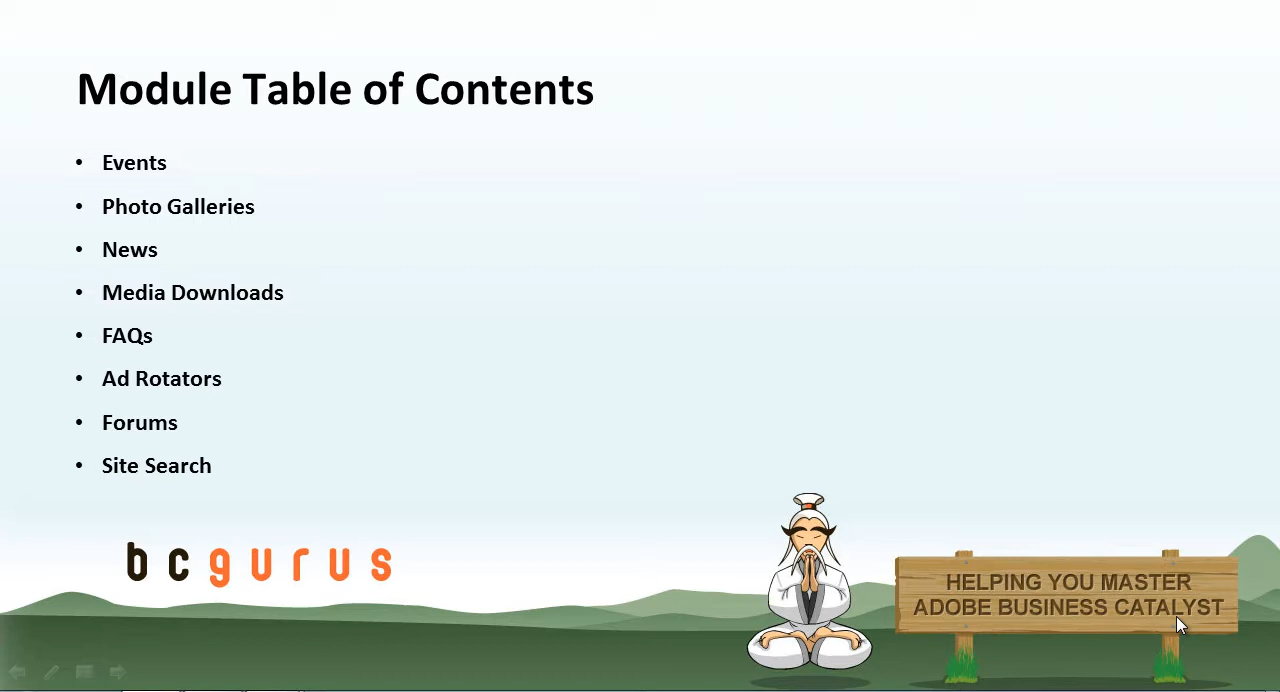 Module Table of Contents
• Events
• Photo Galleries
• News
• Media Downloads
• FAQs
• Ad Rotators
• Forums
• Site Search
bcgurus
HELPING YOU MASTER
ADOBE BUSINESS CATALYST